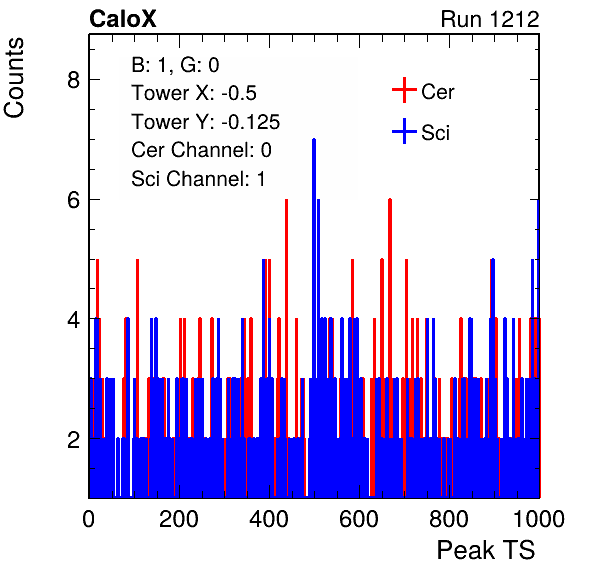 CaloX Run 1212
Counts
B: 1, G: 0
Tower X: -0.5
Tower Y: -0.125
Cer Channel: 0
Sci Channel: 1
Cer
Sci
8
6
4
2
0 200 400 600 800 1000
Peak TS